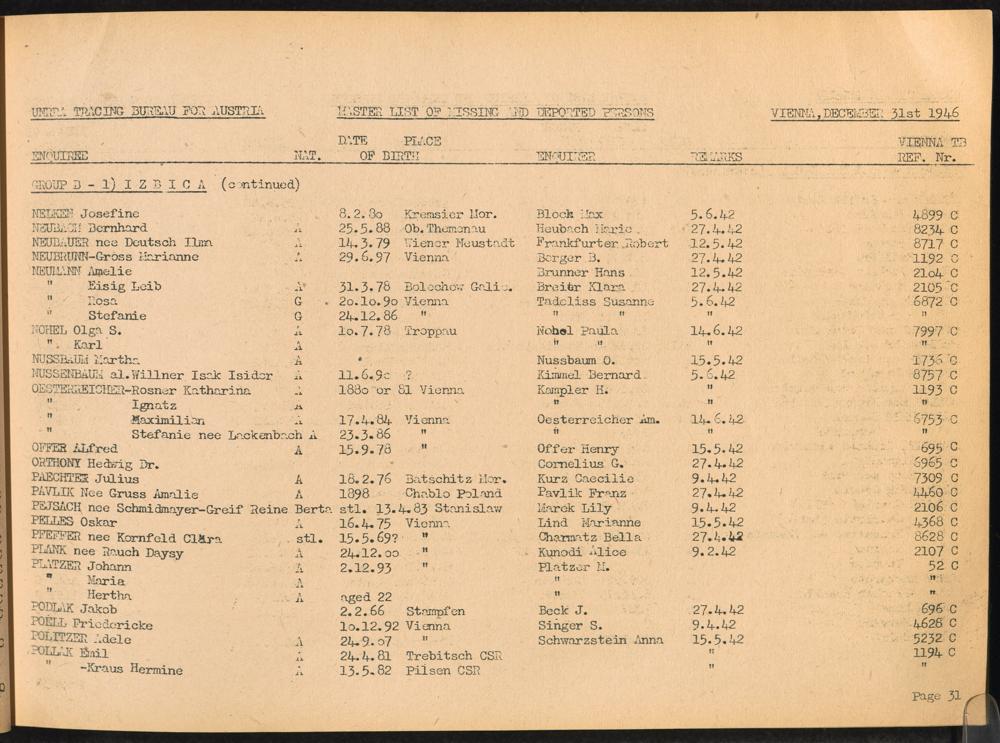 UNRRA TRACING BUREAU FOR AUSTRIA MASTER LIST OF MISSING AND DEPORTED PERSONS VIENNA, DECEMBER 31st 1946
DATE PLACE VIENNA TB
ENQUIREE NAT. OF BIRTH ENQUIRER REMARKS REF. Nr.
GROUP B - 1) I Z B I C A (continued)
NELKEN Josefine 8.2.80 Kremsier Mor. Block Max 5.6.42 4899 C
NEUBACH Bernhard A 25.5.88 Ob.Themenau Heubach Marie 27.4.42 8234 C
NEUBAUER nee Deutsch Ilma A 14.3.79 Wiener Neustadt Frankfurter Robert 12.5.42 8717 C
NEUBRUNN-Gross Marianne A 29.6.97 Vienna Berger B. 27.4.42 1192 C
NEUMANN Amelie Brunner Hans 12.5.42 2104 C
" Eisig Leib A 31.3.78 Bolechow Galic. Breier Klara 27.4.42 2105 C
" Rosa G 20.10.90 Vienna Tadeliss Susanne 5.6.42 6872 C
" Stefanie G 24.12.86 " " " " "
NOHEL Olga S. A 10.7.78 Troppau Nohel Paula 14.6.42 7997 C
" Karl A " " " "
NUSSBAUM Martha A Nussbaum O. 15.5.42 1736 C
NUSSENBAUM al.Willner Isak Isidor A 11.6.9c ? Kimmel Bernard 5.6.42 8757 C
OESTERREICHER-Rosner Katharina A 1880 or 81 Vienna Kampler H. " 1193 C
" Ignatz A " " "
" Maximilian A 17.4.84 Vienna Oesterreicher Am. 14.6.42 6753 C
" Stefanie nee Lackenbach A 23.3.86 " " " "
OFFER Alfred A 15.9.78 " Offer Henry 15.5.42 695 C
ORTHONY Hedwig Dr. Cornelius G. 27.4.42 6965 C
PAECHTER Julius A 18.2.76 Batschitz Mor. Kurz Caecilie 9.4.42 7309 C
PAVLIK Nee Gruss Amalie A 1898 Chablo Poland Pavlik Franz 27.4.42 4460 C
PEJSACH nee Schmidmayer-Greif Reine Berta stl. 13.4.83 Stanislaw Marek Lily 9.4.42 2106 C
PELLES Oskar A 16.4.75 Vienna Lind Marianne 15.5.42 4368 C
PFEFFER nee Kornfeld Clara stl. 15.5.69? " Charmatz Bella 27.4.42 8628 C
PLANK nee Rauch Daysy A 24.12.00 " Kunodi Alice 9.2.42 2107 C
PLATZER Johann A 2.12.93 " Platzer M. 52 C
" Maria A " "
" Hertha A aged 22 " "
PODLAK Jakob 2.2.66 Stampfen Beck J. 27.4.42 696 C
POELL Friedericke 10.12.92 Vienna Singer S. 9.4.42 4628 C
POLITZER Adele A 24.9.07 " Schwarzstein Anna 15.5.42 5232 C
POLLAK Emil A 24.4.81 Trebitsch CSR " 1194 C
" -Kraus Hermine A 13.5.82 Pilsen CSR " "
Page 31